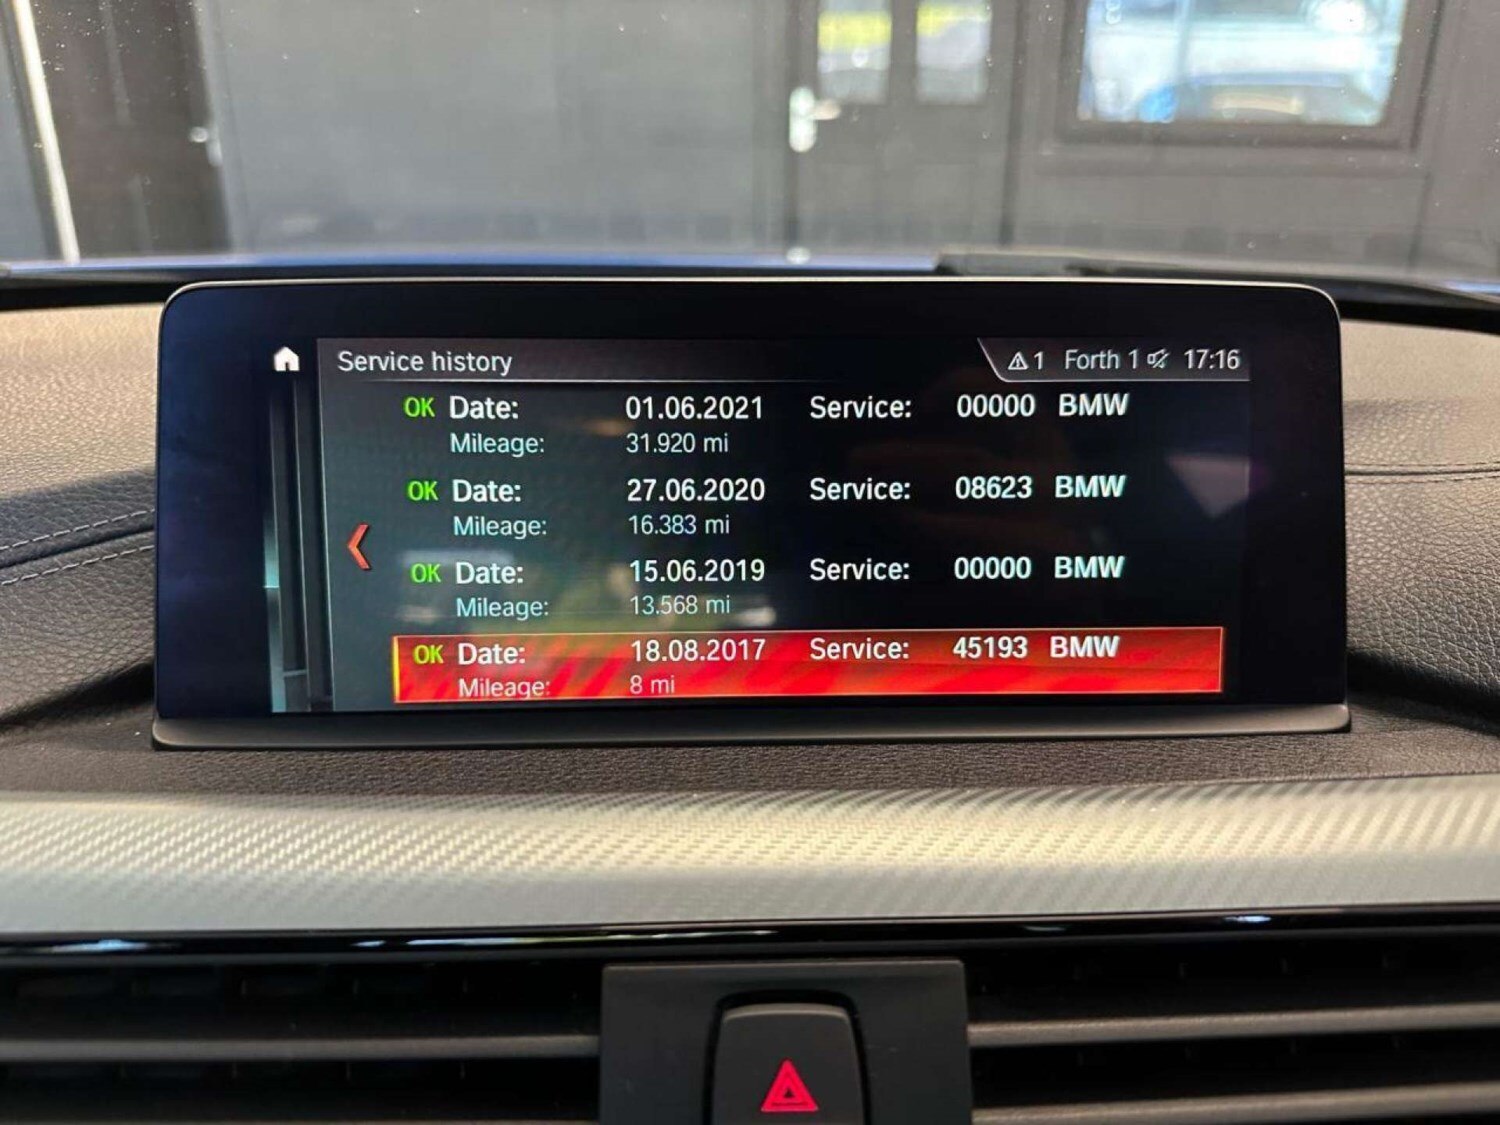 Service history 1 Forth 1 17:16
OK Date: 01.06.2021 Service: 00000 BMW
Mileage: 31.920 mi
OK Date: 27.06.2020 Service: 08623 BMW
Mileage: 16.383 mi
OK Date: 15.06.2019 Service: 00000 BMW
Mileage: 13.568 mi
OK Date: 18.08.2017 Service: 45193 BMW
Mileage: 8 mi